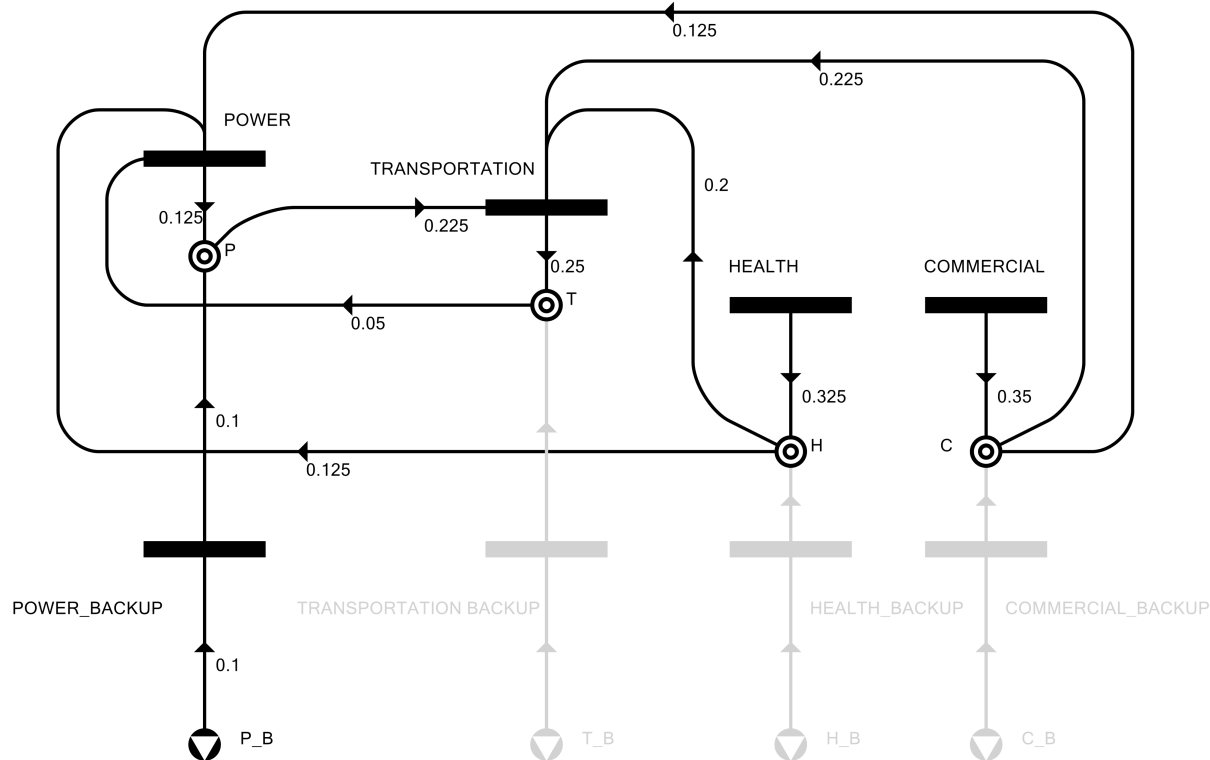 0.125
0.225
POWER
TRANSPORTATION
0.2
0.125
0.225
P
0.25
HEALTH
COMMERCIAL
T
0.05
0.325
0.35
0.1
H
C
0.125
POWER_BACKUP
TRANSPORTATION BACKUP
HEALTH_BACKUP
COMMERCIAL_BACKUP
0.1
P_B
T_B
H_B
C_B